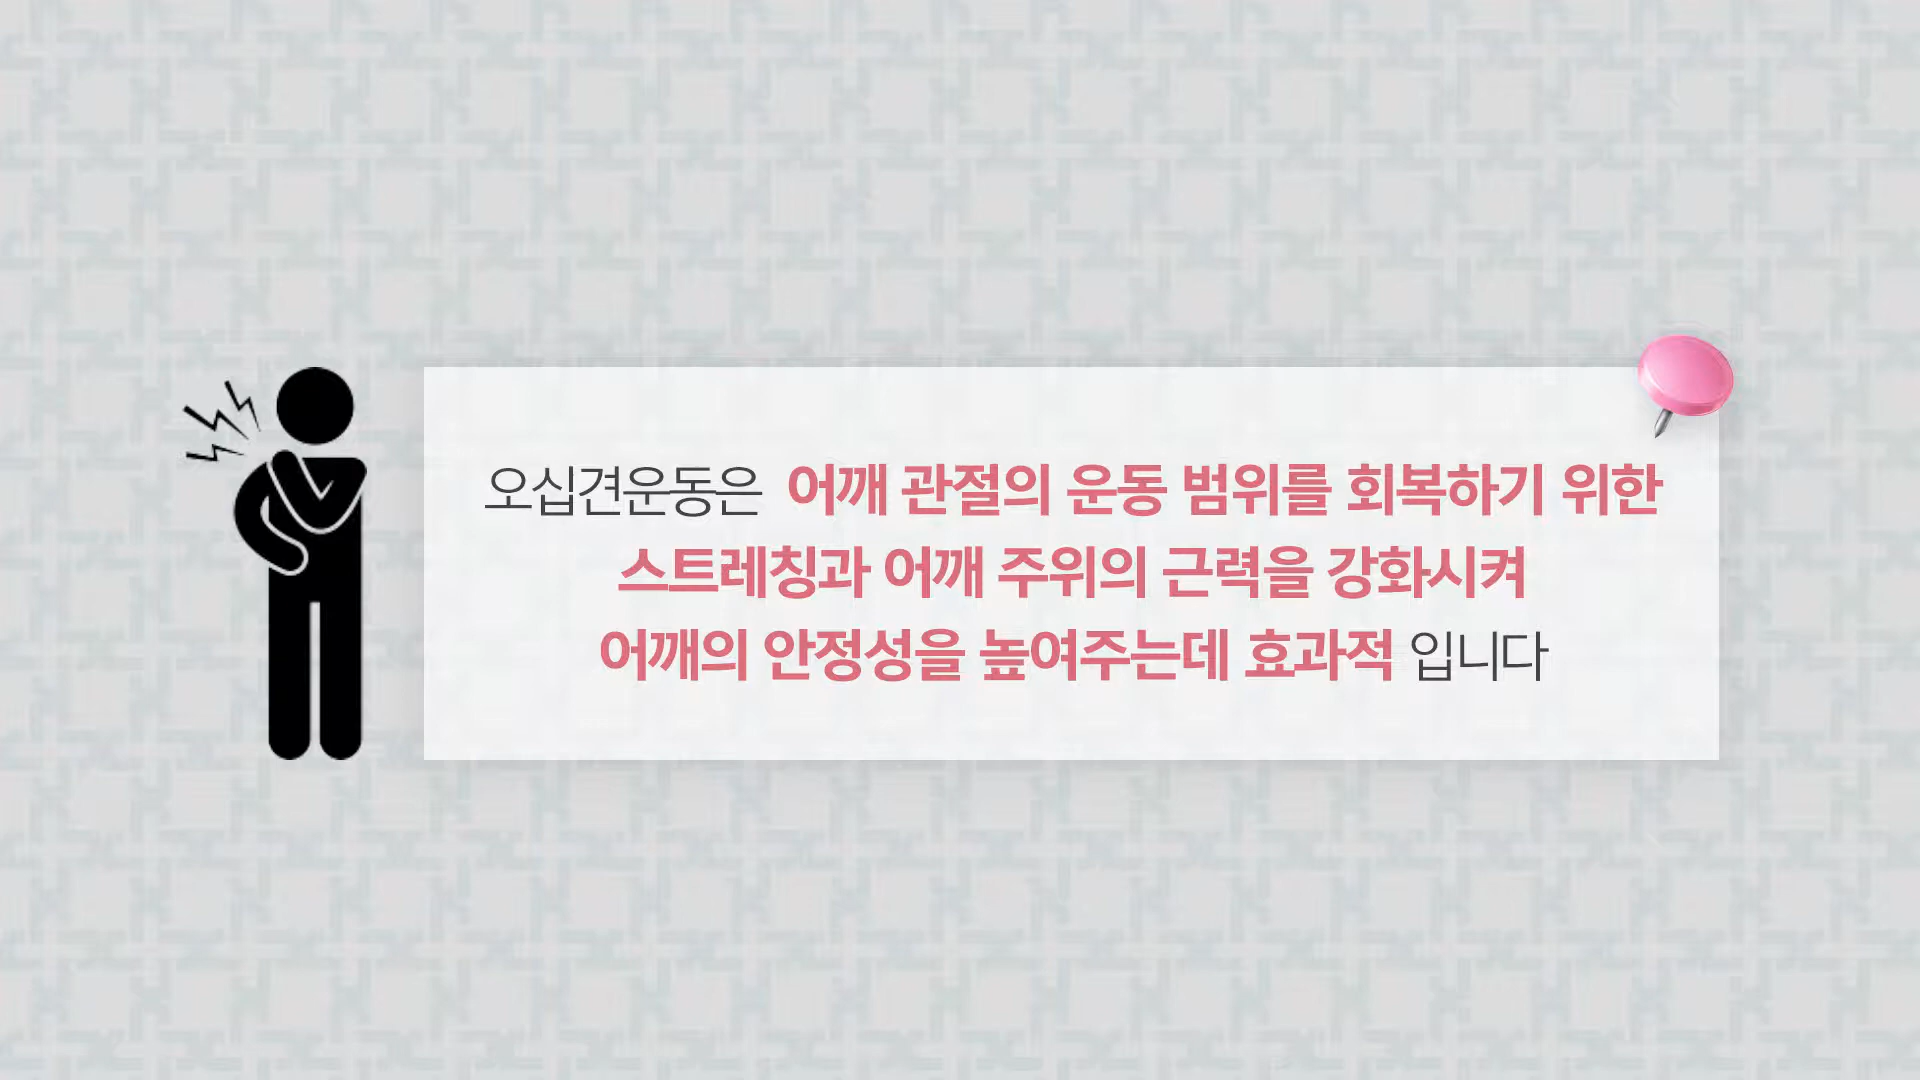 오십견운동은 어깨 관절의 운동 범위를 회복하기 위한
스트레칭과 어깨 주위의 근력을 강화시켜
어깨의 안정성을 높여주는데 효과적 입니다